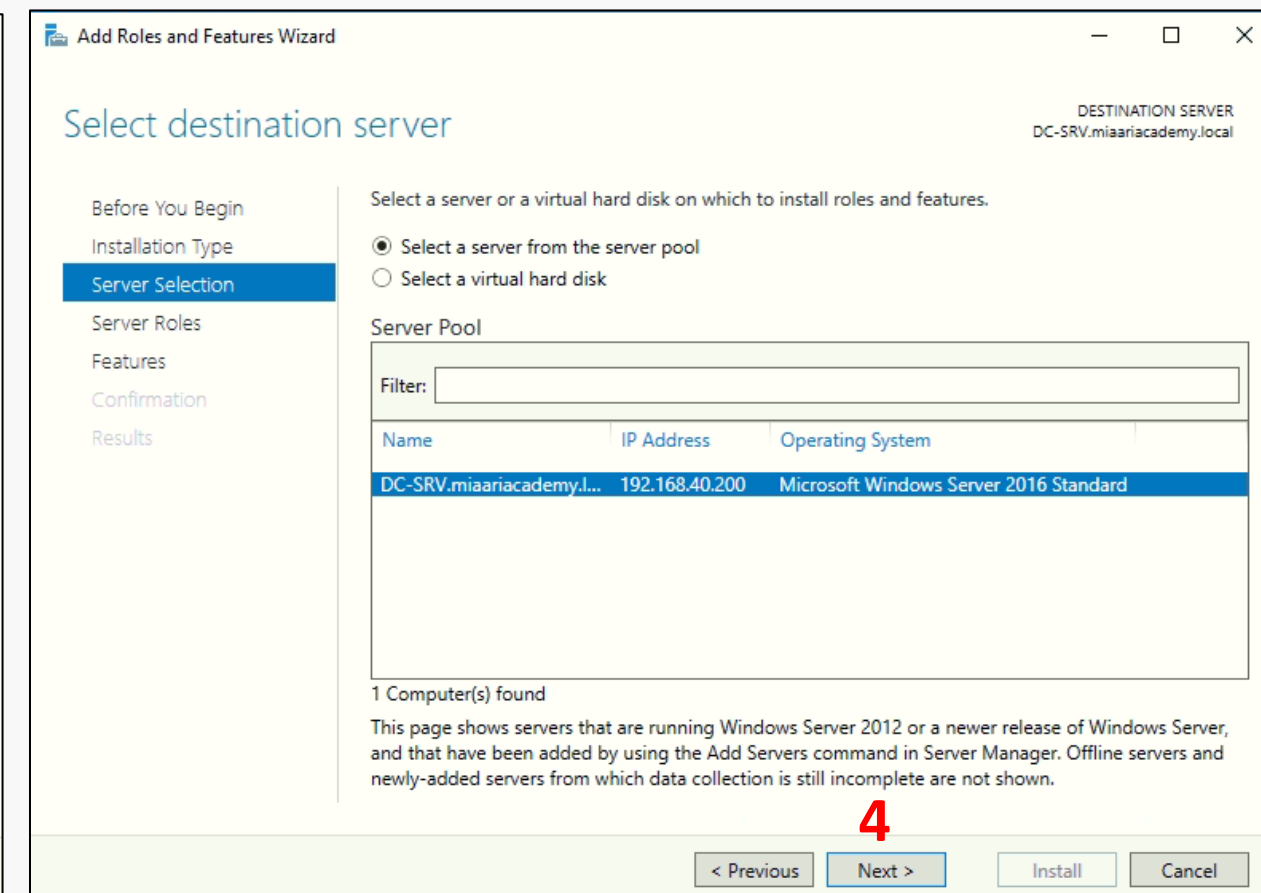 Add Roles and Features Wizard
Select destination server
DESTINATION SERVER
DC-SRV.miaariacademy.local
Before You Begin
Installation Type
Server Selection
Server Roles
Features
Confirmation
Results
Select a server or a virtual hard disk on which to install roles and features.
Select a server from the server pool
Select a virtual hard disk
Server Pool
Filter:
Name IP Address Operating System
DC-SRV.miaariacademy.l... 192.168.40.200 Microsoft Windows Server 2016 Standard
1 Computer(s) found
This page shows servers that are running Windows Server 2012 or a newer release of Windows Server,
and that have been added by using the Add Servers command in Server Manager. Offline servers and
newly-added servers from which data collection is still incomplete are not shown.
4
< Previous Next > Install Cancel